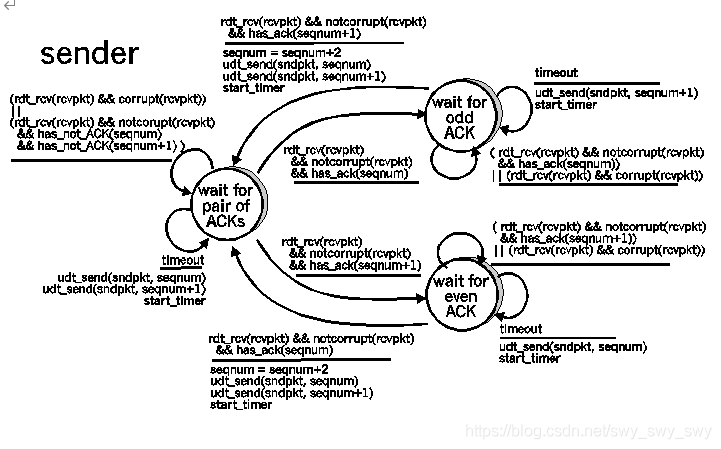 sender
rdt_rcv(rcvpkt) && notcorrupt(rcvpkt)
&& has_ack(seqnum+1)
seqnum = seqnum+2
udt_send(sndpkt, seqnum)
udt_send(sndpkt, seqnum+1)
start_timer
(rdt_rcv(rcvpkt) && corrupt(rcvpkt))
||
(rdt_rcv(rcvpkt) && notcorupt(rcvpkt)
&& has_not_ACK(seqnum)
&& has_not_ACK(seqnum+1) )
wait for
odd
ACK
timeout
udt_send(sndpkt, seqnum+1)
start_timer
rdt_rcv(rcvpkt)
&& notcorrupt(rcvpkt)
&& has_ack(seqnum)
( rdt_rcv(rcvpkt) && notcorrupt(rcvpkt)
&& has_ack(seqnum))
|| (rdt_rcv(rcvpkt) && corrupt(rcvpkt))
wait for
pair of
ACKs
timeout
udt_send(sndpkt, seqnum)
udt_send(sndpkt, seqnum+1)
start_timer
rdt_rcv(rcvpkt)
&& notcorrupt(rcvpkt)
&& has_ack(seqnum+1)
( rdt_rcv(rcvpkt) && notcorrupt(rcvpkt)
&& has_ack(seqnum+1))
|| (rdt_rcv(rcvpkt) && corrupt(rcvpkt))
wait for
even
ACK
timeout
udt_send(sndpkt, seqnum)
start_timer
rdt_rcv(rcvpkt) && notcorrupt(rcvpkt)
&& has_ack(seqnum)
seqnum = seqnum+2
udt_send(sndpkt, seqnum)
udt_send(sndpkt, seqnum+1)
start_timer
https://blog.csdn.net/swy_swy_swy